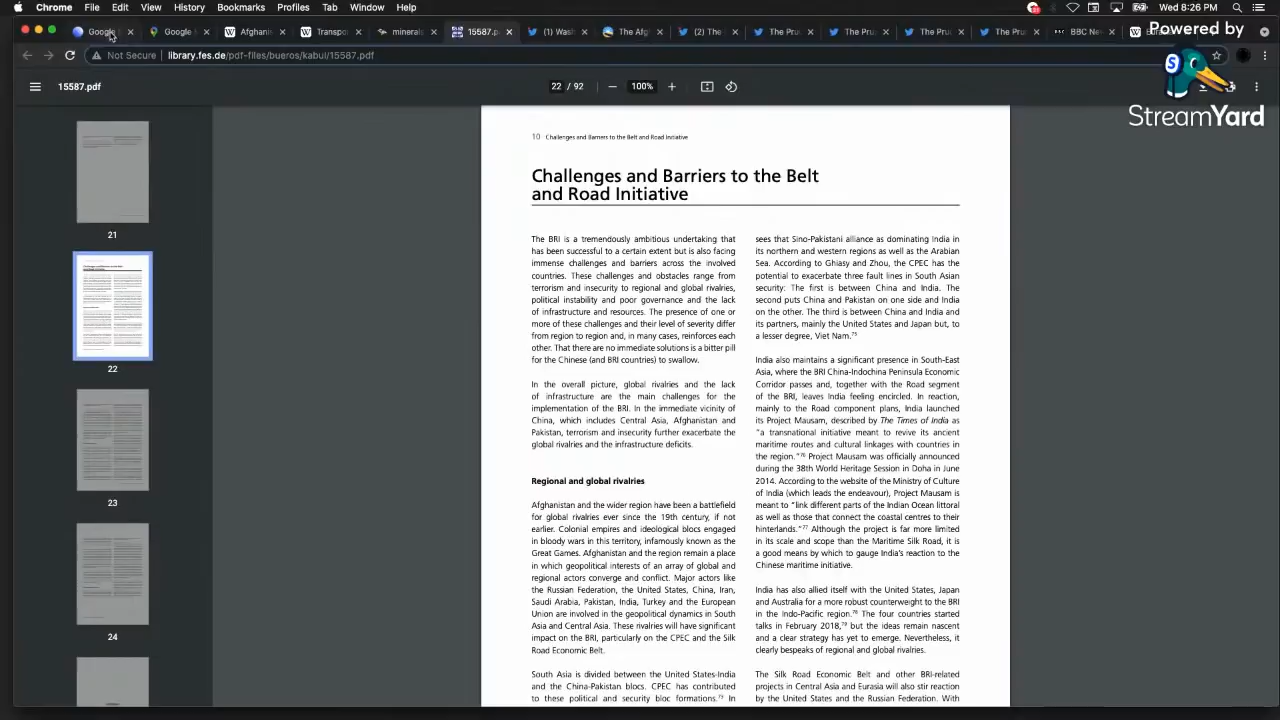 Chrome File Edit View History Bookmarks Profiles Tab Window Help Wed 8:26 PM
Google Google Afghanis Transpor minerals 15587.pdf (1) Wash The Afg (2) The The Pru The Pru The Pru The Pru BBC Nev
Powered by
Not Secure library.fes.de/pdf-files/bueros/kabul/15587.pdf
S
15587.pdf 22 / 92 100%
StreamYard
21
22
23
24
10 Challenges and Barriers to the Belt and Road Initiative
Challenges and Barriers to the Belt
and Road Initiative
The BRI is a tremendously ambitious undertaking that
has been successful to a certain extent but is also facing
immense challenges and barriers across the involved
countries. These challenges and obstacles range from
terrorism and insecurity to regional and global rivalries,
political instability and poor governance and the lack
of infrastructure and resources. The presence of one or
more of these challenges and their level of severity differ
from region to region and, in many cases, reinforces each
other. That there are no immediate solutions is a bitter pill
for the Chinese (and BRI countries) to swallow.
In the overall picture, global rivalries and the lack
of infrastructure are the main challenges for the
implementation of the BRI. In the immediate vicinity of
China, which includes Central Asia, Afghanistan and
Pakistan, terrorism and insecurity further exacerbate the
global rivalries and the infrastructure deficits.
Regional and global rivalries
Afghanistan and the wider region have been a battlefield
for global rivalries ever since the 19th century, if not
earlier. Colonial empires and ideological blocs engaged
in bloody wars in this territory, infamously known as the
Great Games. Afghanistan and the region remain a place
in which geopolitical interests of an array of global and
regional actors converge and conflict. Major actors like
the Russian Federation, the United States, China, Iran,
Saudi Arabia, Pakistan, India, Turkey and the European
Union are involved in the geopolitical dynamics in South
Asia and Central Asia. These rivalries will have significant
impact on the BRI, particularly on the CPEC and the Silk
Road Economic Belt.
South Asia is divided between the United States-India
and the China-Pakistan blocs. CPEC has contributed
to these political and security bloc formations. In
sees that Sino-Pakistani alliance as dominating India in
its northern and western regions as well as the Arabian
Sea. According to Ghiasy and Zhou, the CPEC has the
potential to exacerbate three fault lines in South Asian
security: The first is between China and India. The
second puts China and Pakistan on one side and India
on the other. The third is between China and India and
its partners, mainly the United States and Japan but, to
a lesser degree, Viet Nam.75
India also maintains a significant presence in South-East
Asia, where the BRI China-Indochina Peninsula Economic
Corridor passes and, together with the Road segment
of the BRI, leaves India feeling encircled. In reaction,
mainly to the Road component plans, India launched
its Project Mausam, described by The Times of India as
“a transnational initiative meant to revive its ancient
maritime routes and cultural linkages with countries in
the region.”76 Project Mausam was officially announced
during the 38th World Heritage Session in Doha in June
2014. According to the website of the Ministry of Culture
of India (which leads the endeavour), Project Mausam is
meant to “link different parts of the Indian Ocean littoral
as well as those that connect the coastal centres to their
hinterlands.”77 Although the project is far more limited
in its scale and scope than the Maritime Silk Road, it is
a good means by which to gauge India’s reaction to the
Chinese maritime initiative.
India has also allied itself with the United States, Japan
and Australia for a more robust counterweight to the BRI
in the Indo-Pacific region.78 The four countries started
talks in February 2018,79 but the ideas remain nascent
and a clear strategy has yet to emerge. Nevertheless, it
clearly bespeaks of regional and global rivalries.
The Silk Road Economic Belt and other BRI-related
projects in Central Asia and Eurasia will also stir reaction
by the United States and the Russian Federation. With